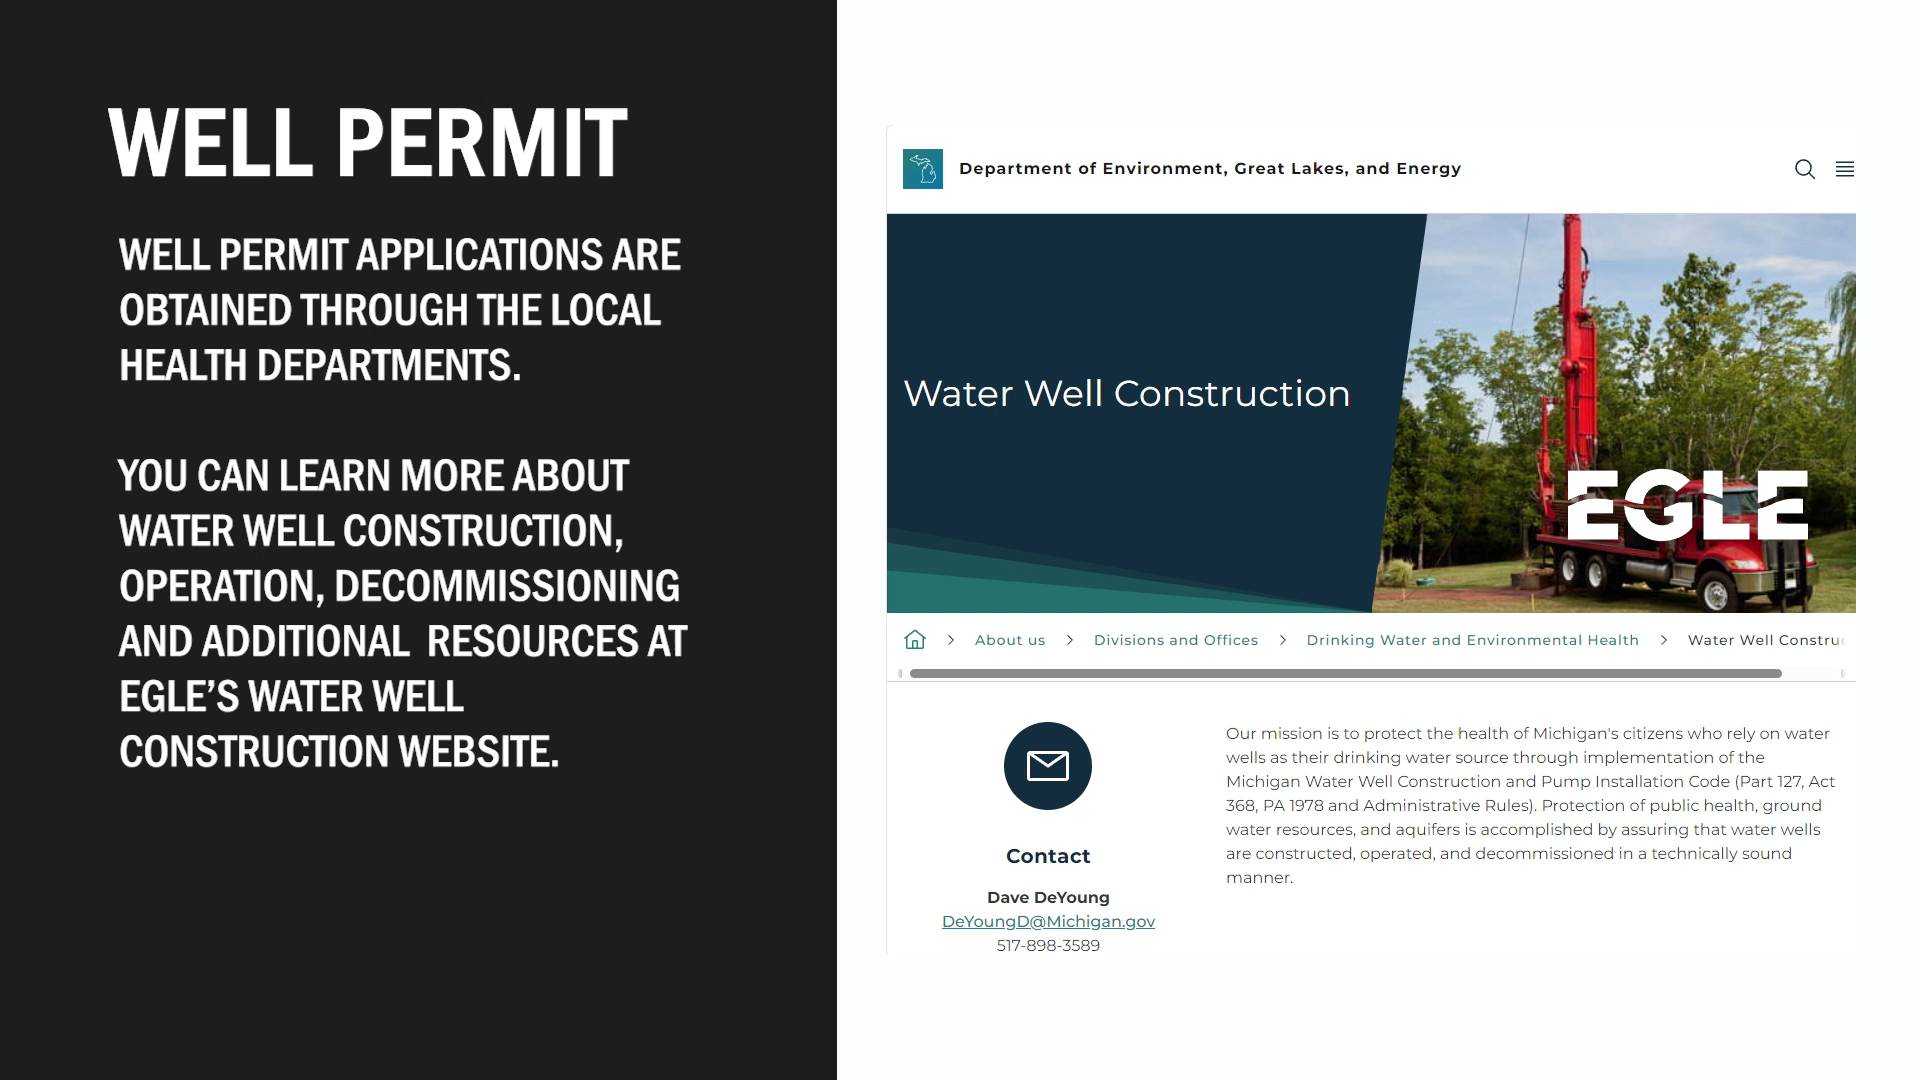 WELL PERMIT
WELL PERMIT APPLICATIONS ARE
OBTAINED THROUGH THE LOCAL
HEALTH DEPARTMENTS.
YOU CAN LEARN MORE ABOUT
WATER WELL CONSTRUCTION,
OPERATION, DECOMMISSIONING
AND ADDITIONAL RESOURCES AT
EGLE’S WATER WELL
CONSTRUCTION WEBSITE.
Department of Environment, Great Lakes, and Energy
Water Well Construction
EGLE
About us > Divisions and Offices > Drinking Water and Environmental Health > Water Well Construc
Contact
Dave DeYoung
DeYoungD@Michigan.gov
517-898-3589
Our mission is to protect the health of Michigan's citizens who rely on water
wells as their drinking water source through implementation of the
Michigan Water Well Construction and Pump Installation Code (Part 127, Act
368, PA 1978 and Administrative Rules). Protection of public health, ground
water resources, and aquifers is accomplished by assuring that water wells
are constructed, operated, and decommissioned in a technically sound
manner.